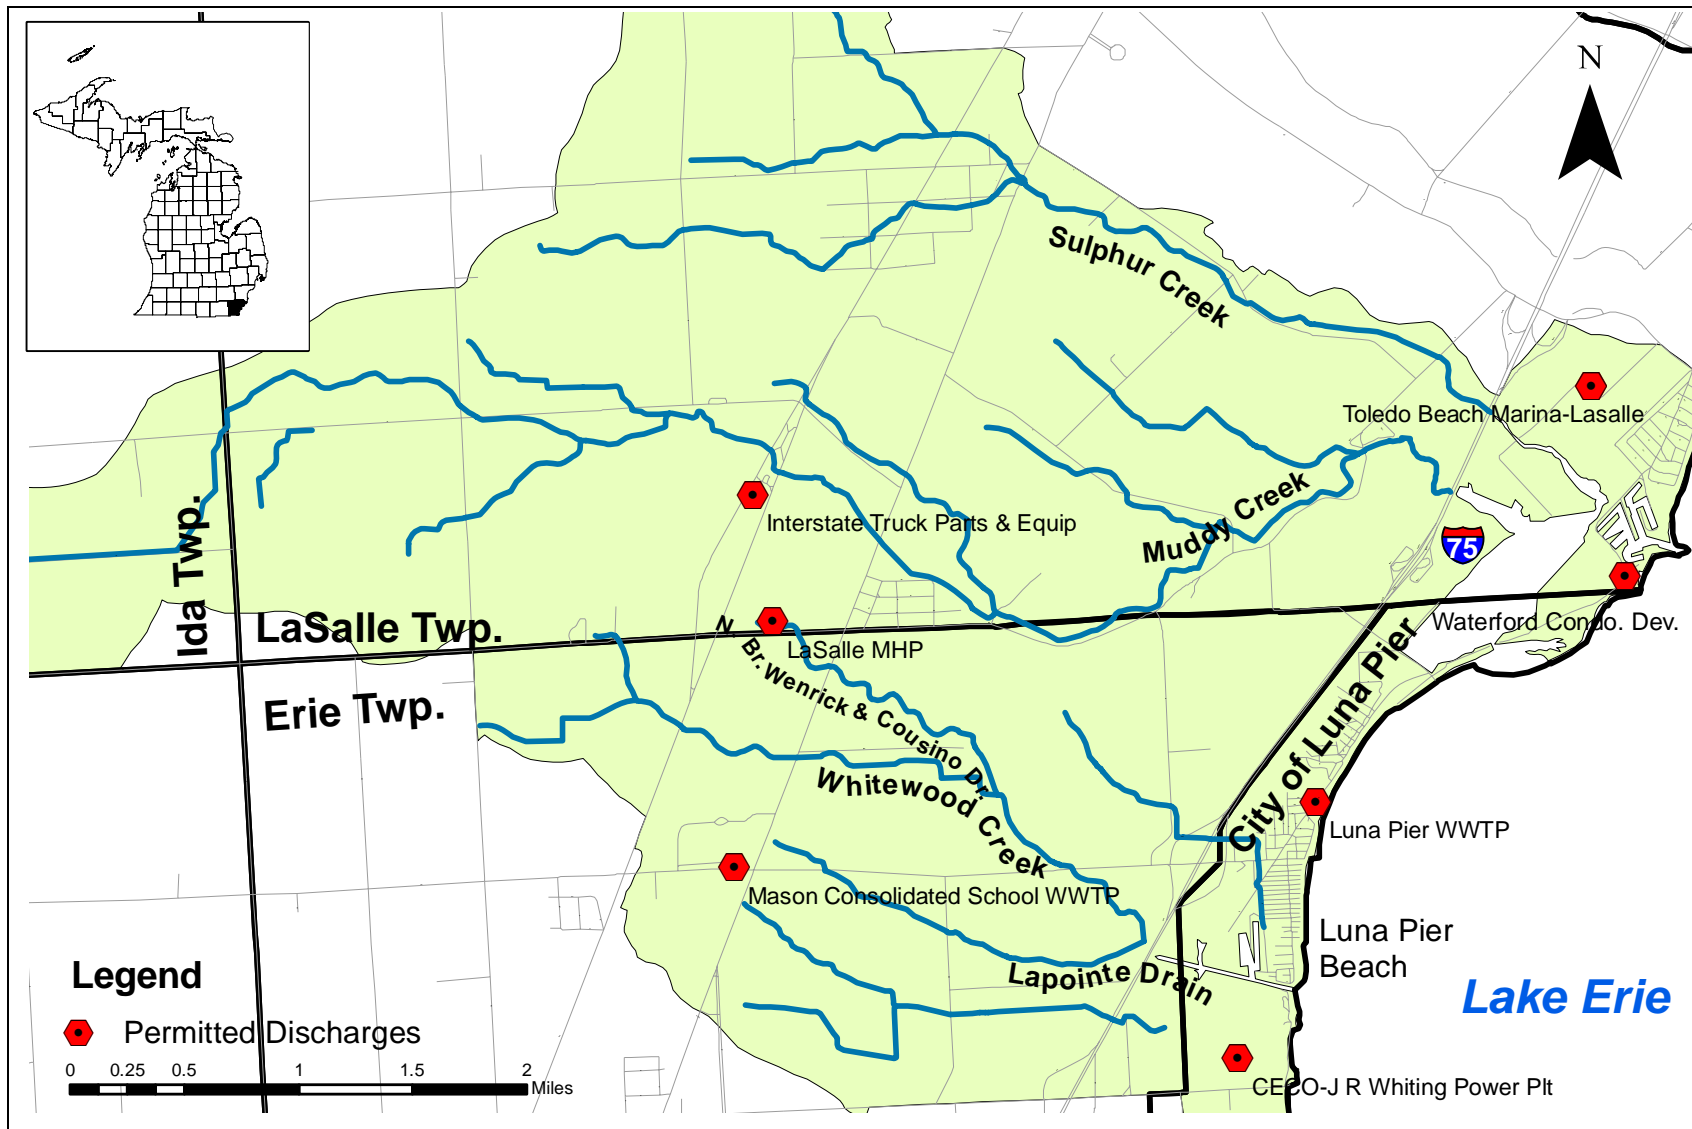 N
Sulphur Creek
Toledo Beach Marina-Lasalle
Muddy Creek
Interstate Truck Parts & Equip
75
Ida Twp.
LaSalle Twp.
Waterford Condo. Dev.
N. Br. Wenrick & Cousino Dr.
LaSalle MHP
Erie Twp.
City of Luna Pier
Whitewood Creek
Luna Pier WWTP
Mason Consolidated School WWTP
Luna Pier
Beach
Lapointe Drain
Lake Erie
Legend
Permitted Discharges
0 0.25 0.5 1 1.5 2
Miles
CECO-J R Whiting Power Plt